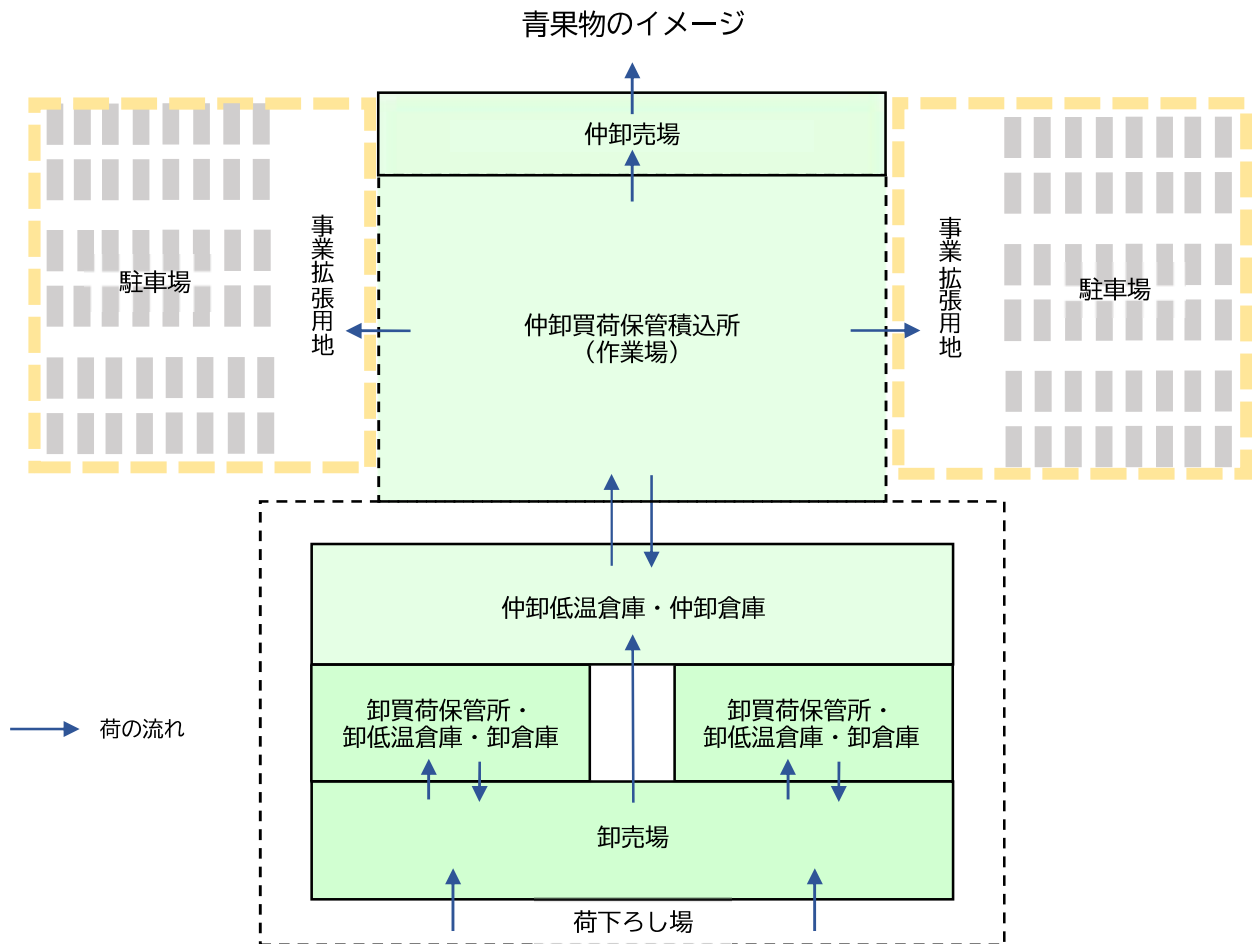 青果物のイメージ
仲卸売場
事業拡張用地
駐車場
仲卸買荷保管積込所
（作業場）
事業拡張用地
駐車場
仲卸低温倉庫・仲卸倉庫
卸買荷保管所・
卸低温倉庫・卸倉庫
卸買荷保管所・
卸低温倉庫・卸倉庫
荷の流れ
卸売場
荷下ろし場